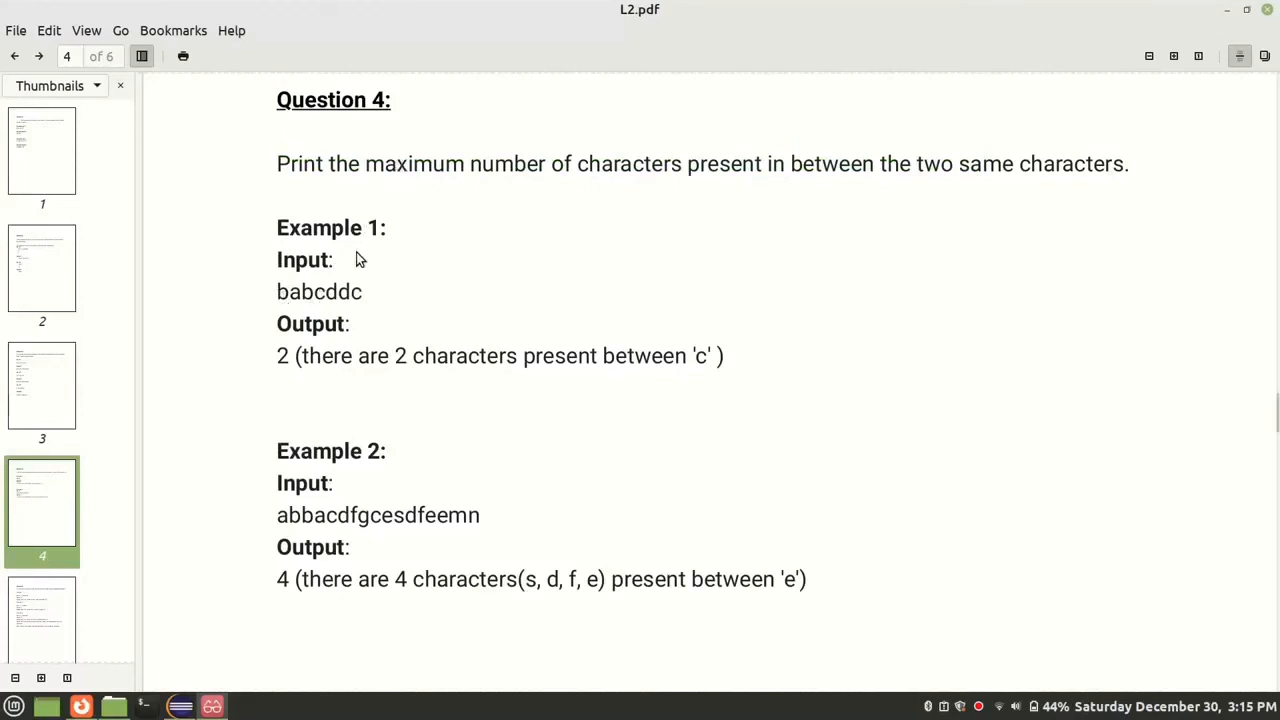 L2.pdf
File Edit View Go Bookmarks Help
4 of 6
Thumbnails
1
2
3
4
Question 4:
Print the maximum number of characters present in between the two same characters.
Example 1:
Input:
babcddc
Output:
2 (there are 2 characters present between 'c' )
Example 2:
Input:
abbacdfgcesdfeemn
Output:
4 (there are 4 characters(s, d, f, e) present between 'e')
44% Saturday December 30, 3:15 PM